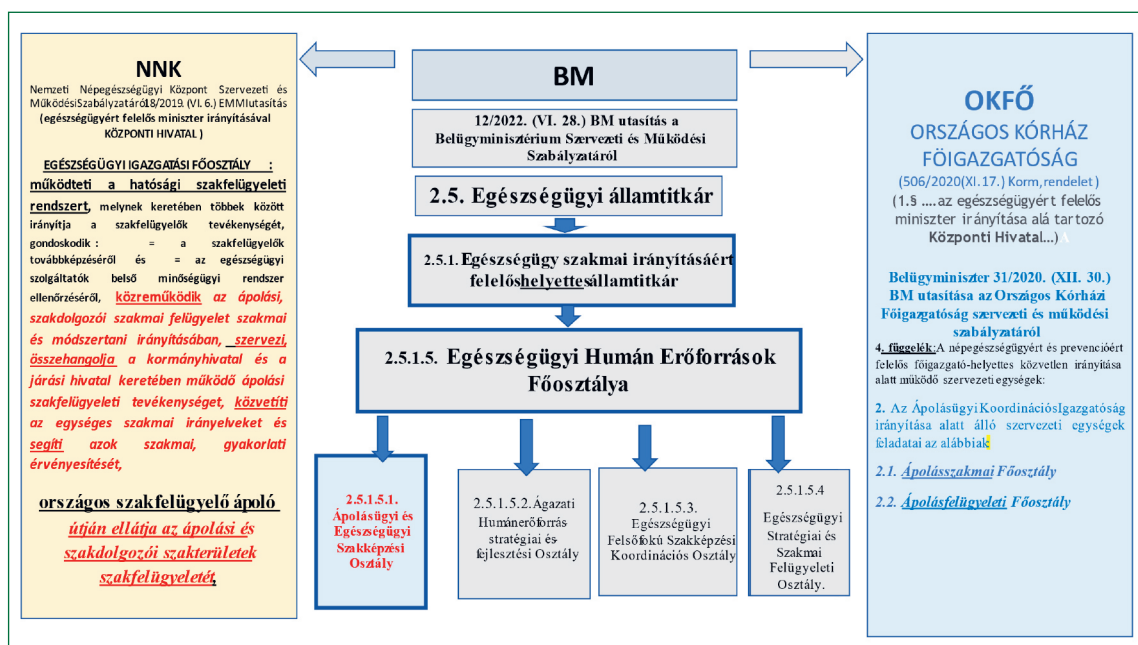 NNK
Nemzeti Népegészségügyi Központ Szervezeti és
MűködésiSzabályzatáról8/2019. (VI. 6.) EMMIutasítás
(egészségügyért felelős miniszter irányításával
KÖZPONTI HIVATAL )
EGÉSZSÉGÜGYI IGAZGATÁSI FŐOSZTÁLY :
működteti a hatósági szakfelügyeleti
rendszert, melynek keretében többek között
irányítja a szakfelügyelők tevékenységét,
gondoskodik : = a szakfelügyelők
továbbképzéséről és = az egészségügyi
szolgáltatók belső minőségügyi rendszer
ellenőrzéséről, közreműködik az ápolási,
szakdolgozói szakmai felügyelet szakmai
és módszertani irányításában, szervezi,
összehangolja a kormányhivatal és a
járási hivatal keretében működő ápolási
szakfelügyeleti tevékenységet, közvetíti
az egységes szakmai irányelveket és
segíti azok szakmai, gyakorlati
érvényesítését,
országos szakfelügyelő ápoló
útján ellátja az ápolási és
szakdolgozói szakterületek
szakfelügyeletét,
BM
12/2022. (VI. 28.) BM utasítás a
Belügyminisztérium Szervezeti és Működési
Szabályzatáról
2.5. Egészségügyi államtitkár
2.5.1. Egészségügy szakmai irányításáért
felelőshelyettesállamtitkár
2.5.1.5. Egészségügyi Humán Erőforrások
Főosztálya
2.5.1.5.1.
Ápolásügyi és
Egészségügyi
Szakképzési
Osztály
2.5.1.5.2. Ágazati
Humánerőforrás
stratégiai és
fejlesztési Osztály
2.5.1.5.3.
Egészségügyi
Felsőfokú Szakképzési
Koordinációs Osztály
2.5.1.5.4
Egészségügyi
Stratégiai és
Szakmai
Felügyeleti
Osztály.
OKFŐ
ORSZÁGOS KÓRHÁZ
FÖIGAZGATÓSÁG
(506/2020(XI. 17.) Korm, rendelet )
(1.§ ....az egészségügyért felelős
miniszter irányítása alá tartozó
Központi Hivatal...) A
Belügyminiszter 31/2020. (XII. 30.)
BM utasítása az Országos Kórházi
Főigazgatóság szervezeti és működési
szabályzatáról
4. függelék:A népegészségügyért és prevencióért
felelős főigazgató-helyettes közvetlen irányítása
alatt működő szervezeti egységek:
2. Az Ápolásügyi KoordinációsIgazgatóság
irányítása alatt álló szervezeti egységek
feladatai az alábbiak:
2.1. Ápolásszakmai Főosztály
2.2. Ápolásfelügyeleti Főosztály